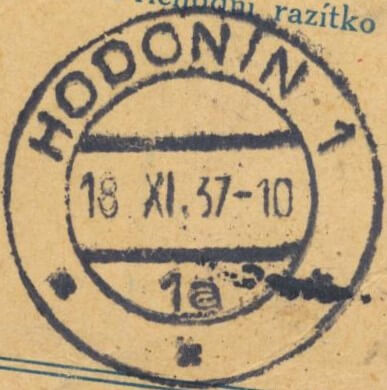 razítko
HODONÍN 1
18 XI. 37-10
1a